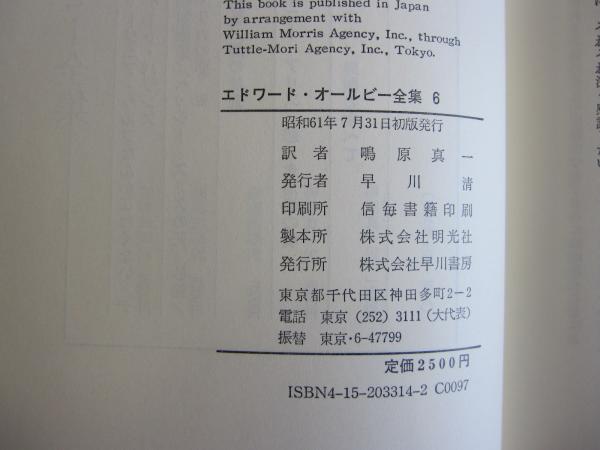 This book is published in Japan
by arrangement with
William Morris Agency, Inc., through
Tuttle-Mori Agency, Inc., Tokyo.
エドワード・オールビー全集 6
昭和61年7月31日初版発行
訳者 鳴原真一
発行者 早川清
印刷所 信毎書籍印刷
製本所 株式会社明光社
発行所 株式会社早川書房
東京都千代田区神田多町2−2
電話 東京 (252) 3111 (大代表)
振替 東京・6-47799
定価2500円
ISBN4-15-203314-2 C0097